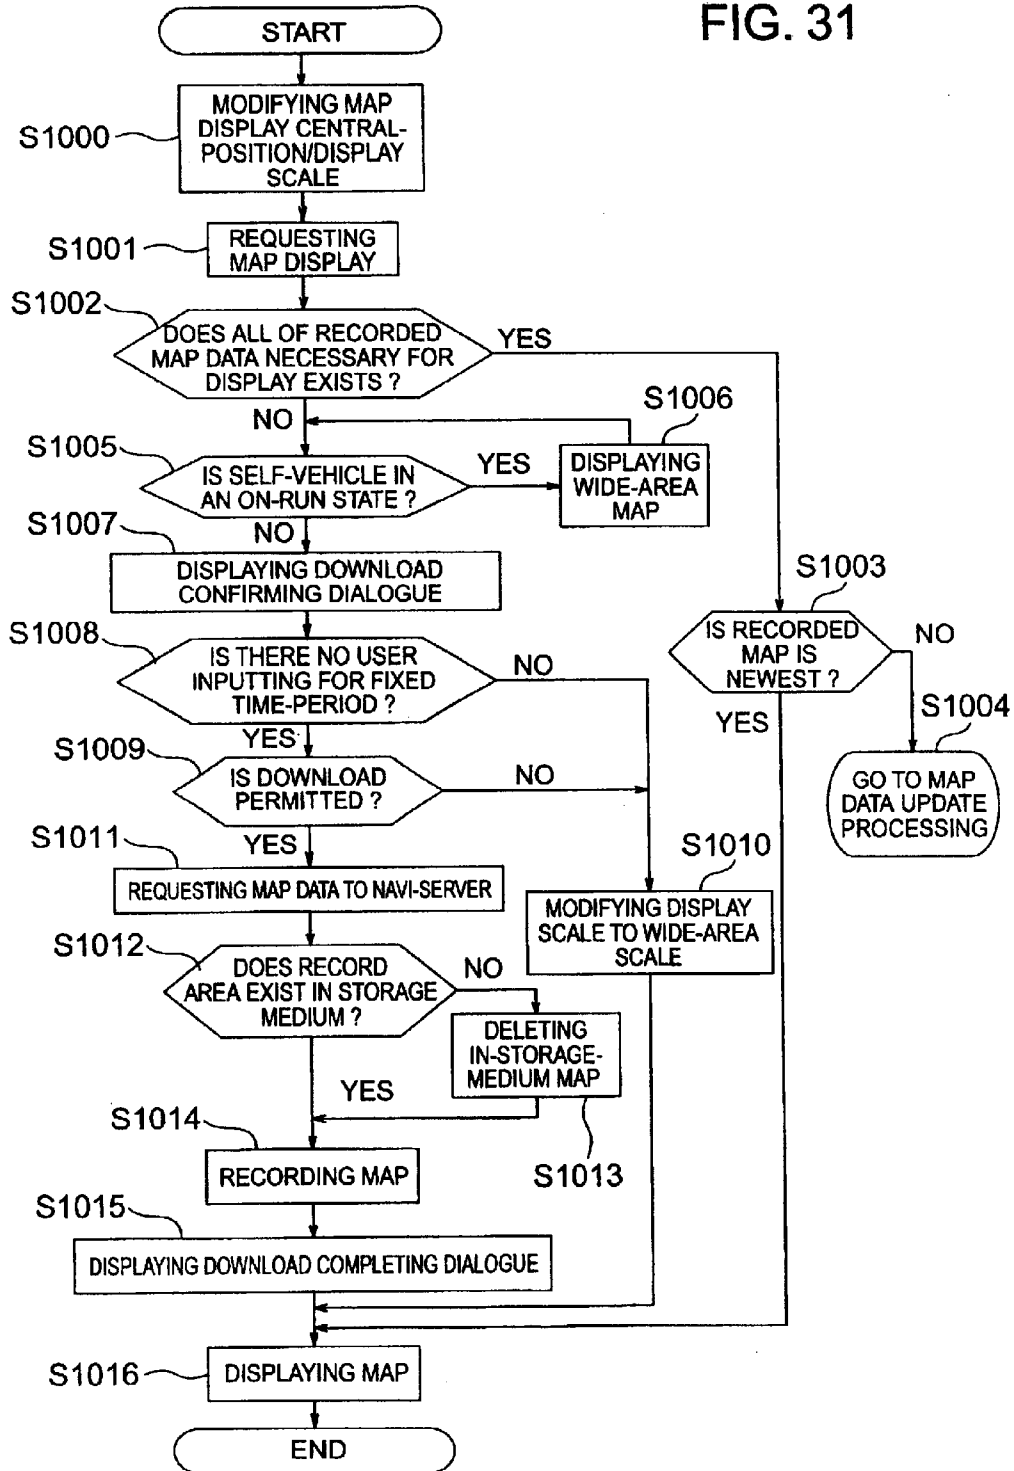 FIG. 31
START
S1000
MODIFYING MAP
DISPLAY CENTRAL-
POSITION/DISPLAY
SCALE
S1001
REQUESTING
MAP DISPLAY
S1002
DOES ALL OF RECORDED
MAP DATA NECESSARY FOR
DISPLAY EXISTS ?
YES
NO
S1005
IS SELF-VEHICLE IN
AN ON-RUN STATE ?
YES
S1006
DISPLAYING
WIDE-AREA
MAP
NO
S1007
DISPLAYING DOWNLOAD
CONFIRMING DIALOGUE
S1003
IS RECORDED
MAP IS
NEWEST ?
NO
YES
S1004
GO TO MAP
DATA UPDATE
PROCESSING
S1008
IS THERE NO USER
INPUTTING FOR FIXED
TIME-PERIOD ?
NO
YES
S1009
IS DOWNLOAD
PERMITTED ?
NO
YES
S1010
MODIFYING DISPLAY
SCALE TO WIDE-AREA
SCALE
S1011
REQUESTING MAP DATA TO NAVI-SERVER
S1012
DOES RECORD
AREA EXIST IN STORAGE
MEDIUM ?
NO
DELETING
IN-STORAGE-
MEDIUM MAP
S1013
YES
S1014
RECORDING MAP
S1015
DISPLAYING DOWNLOAD COMPLETING DIALOGUE
S1016
DISPLAYING MAP
END